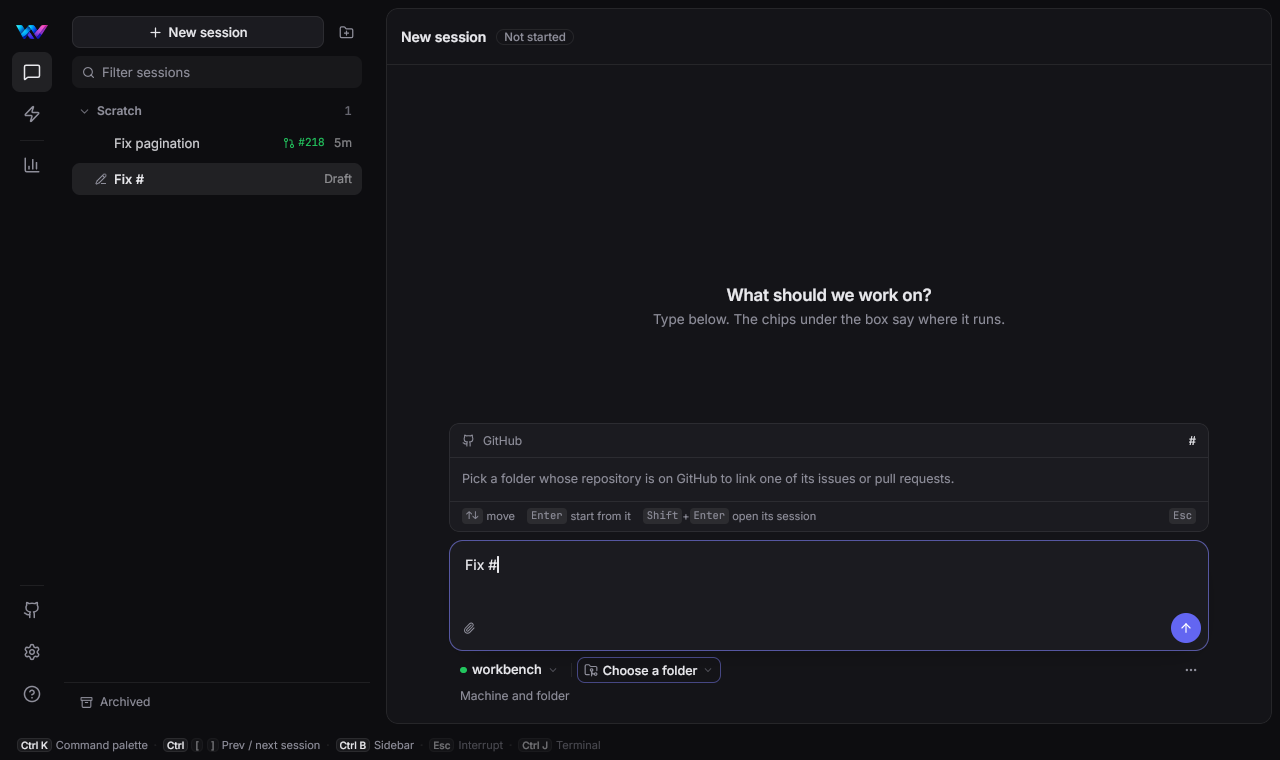 New session
Filter sessions
Scratch 1
Fix pagination #218 5m
Fix # Draft
Archived
New session Not started
What should we work on?
Type below. The chips under the box say where it runs.
GitHub #
Pick a folder whose repository is on GitHub to link one of its issues or pull requests.
↑↓ move Enter start from it Shift+Enter open its session Esc
Fix #
workbench Choose a folder
Machine and folder
Ctrl K Command palette · Ctrl [ ] Prev / next session · Ctrl B Sidebar · Esc Interrupt · Ctrl J Terminal